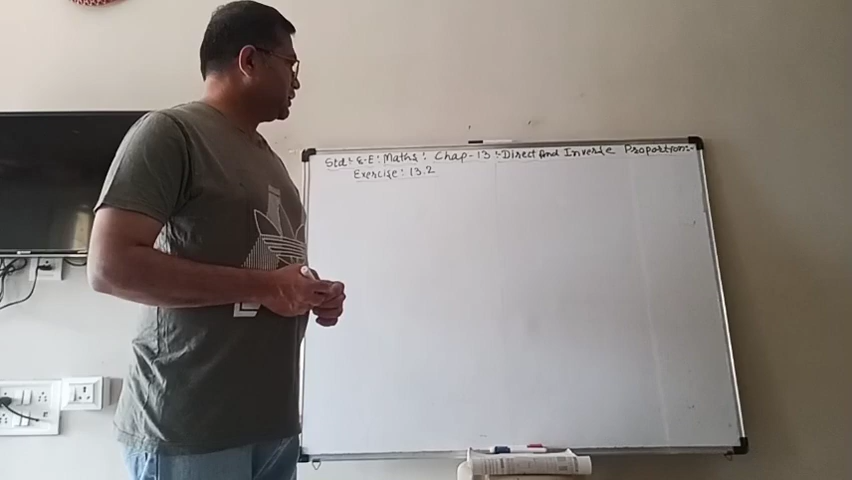 Std:- 8-E: Maths: Chap-13:- Direct And Inverse Proportion:-
Exercise: 13.2